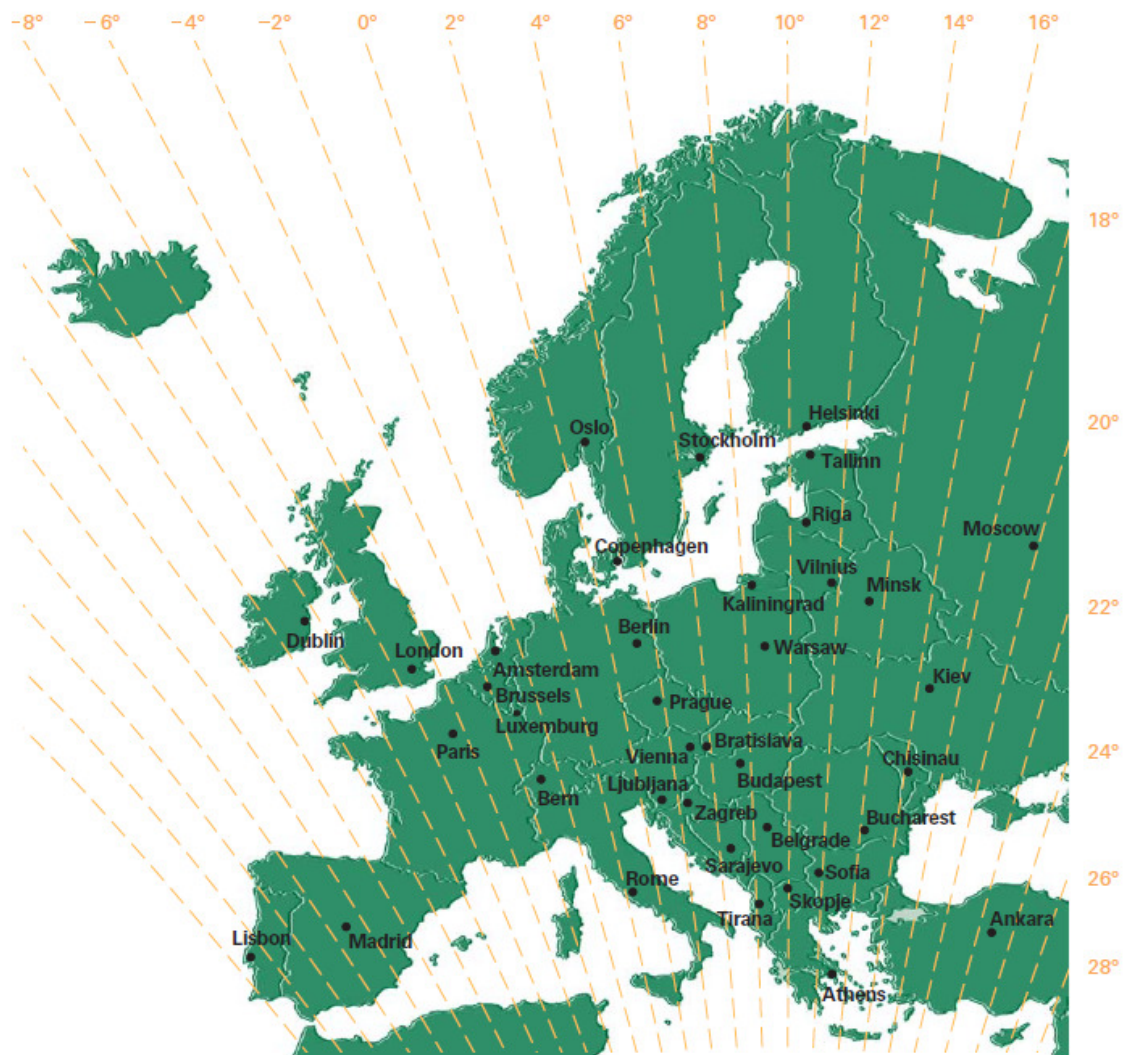 −8° −6° −4° −2° 0° 2° 4° 6° 8° 10° 12° 14° 16°
18°
Helsinki
20°
Oslo
Stockholm
Tallinn
Riga
Moscow
Copenhagen
Vilnius
Minsk
Kaliningrad
22°
Berlin
Dublin
London
Warsaw
Amsterdam
Kiev
Brussels
Prague
Luxemburg
Paris
Vienna
Bratislava
24°
Chisinau
Ljubljana
Budapest
Bern
Zagreb
Bucharest
Belgrade
Sarajevo
Sofia
Rome
26°
Skopje
Tirana
Ankara
Lisbon
Madrid
28°
Athens